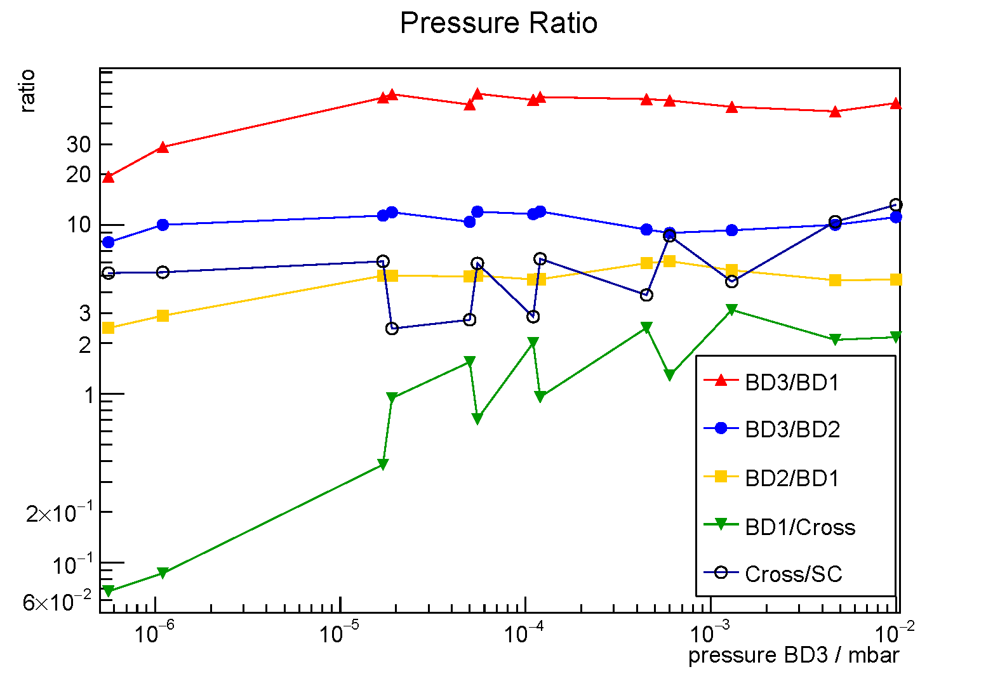 Pressure Ratio
ratio
30
20
10
3
2
1
2×10⁻¹
10⁻¹
6×10⁻²
10⁻⁶ 10⁻⁵ 10⁻⁴ 10⁻³ 10⁻²
pressure BD3 / mbar
BD3/BD1
BD3/BD2
BD2/BD1
BD1/Cross
Cross/SC